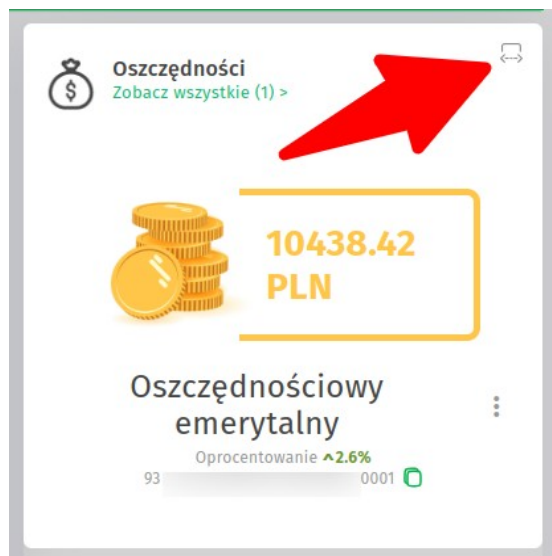 Oszczędności
Zobacz wszystkie (1) >
10438.42
PLN
Oszczędnościowy
emerytalny
Oprocentowanie ^2.6%
93 0001